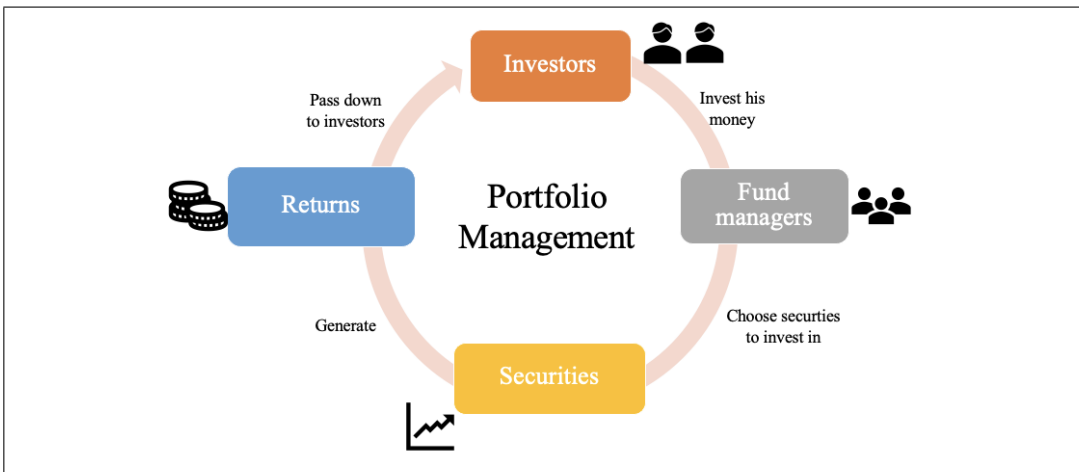 Investors
Invest his
money
Fund
managers
Choose securties
to invest in
Securities
Generate
Returns
Pass down
to investors
Portfolio
Management